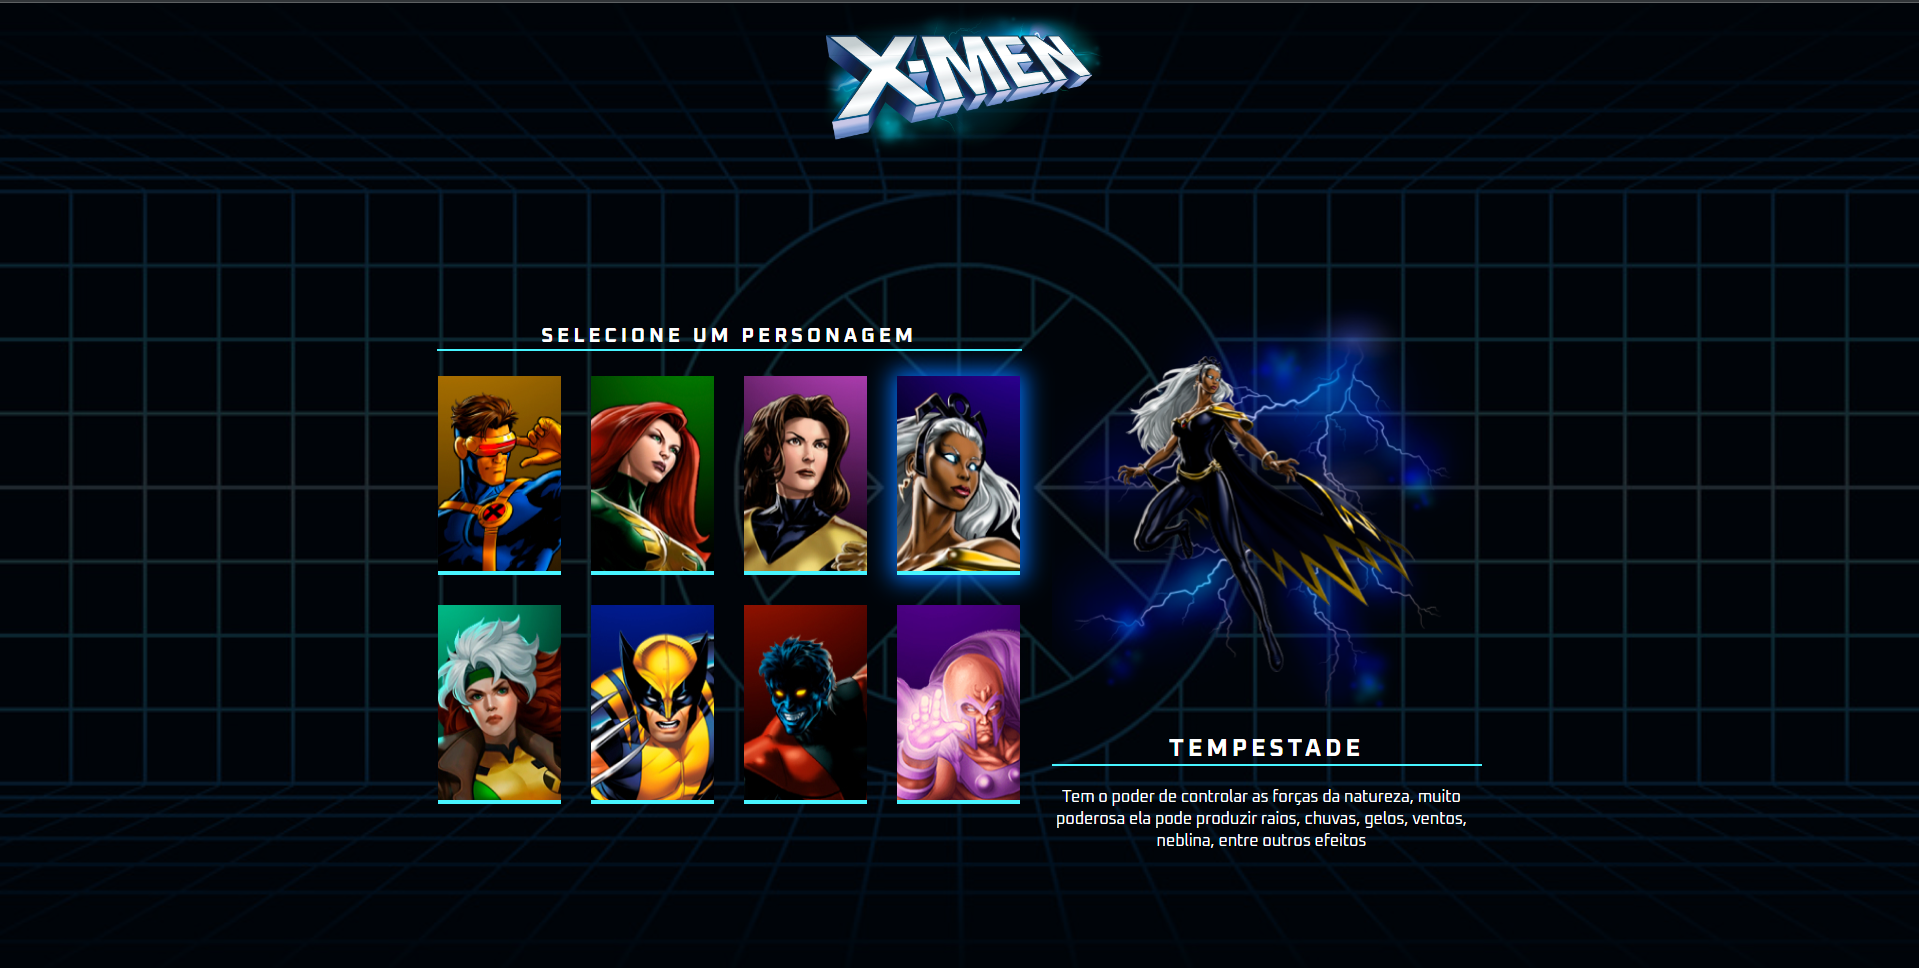 X-MEN
SELECIONE UM PERSONAGEM
TEMPESTADE
Tem o poder de controlar as forças da natureza, muito
poderosa ela pode produzir raios, chuvas, gelos, ventos,
neblina, entre outros efeitos